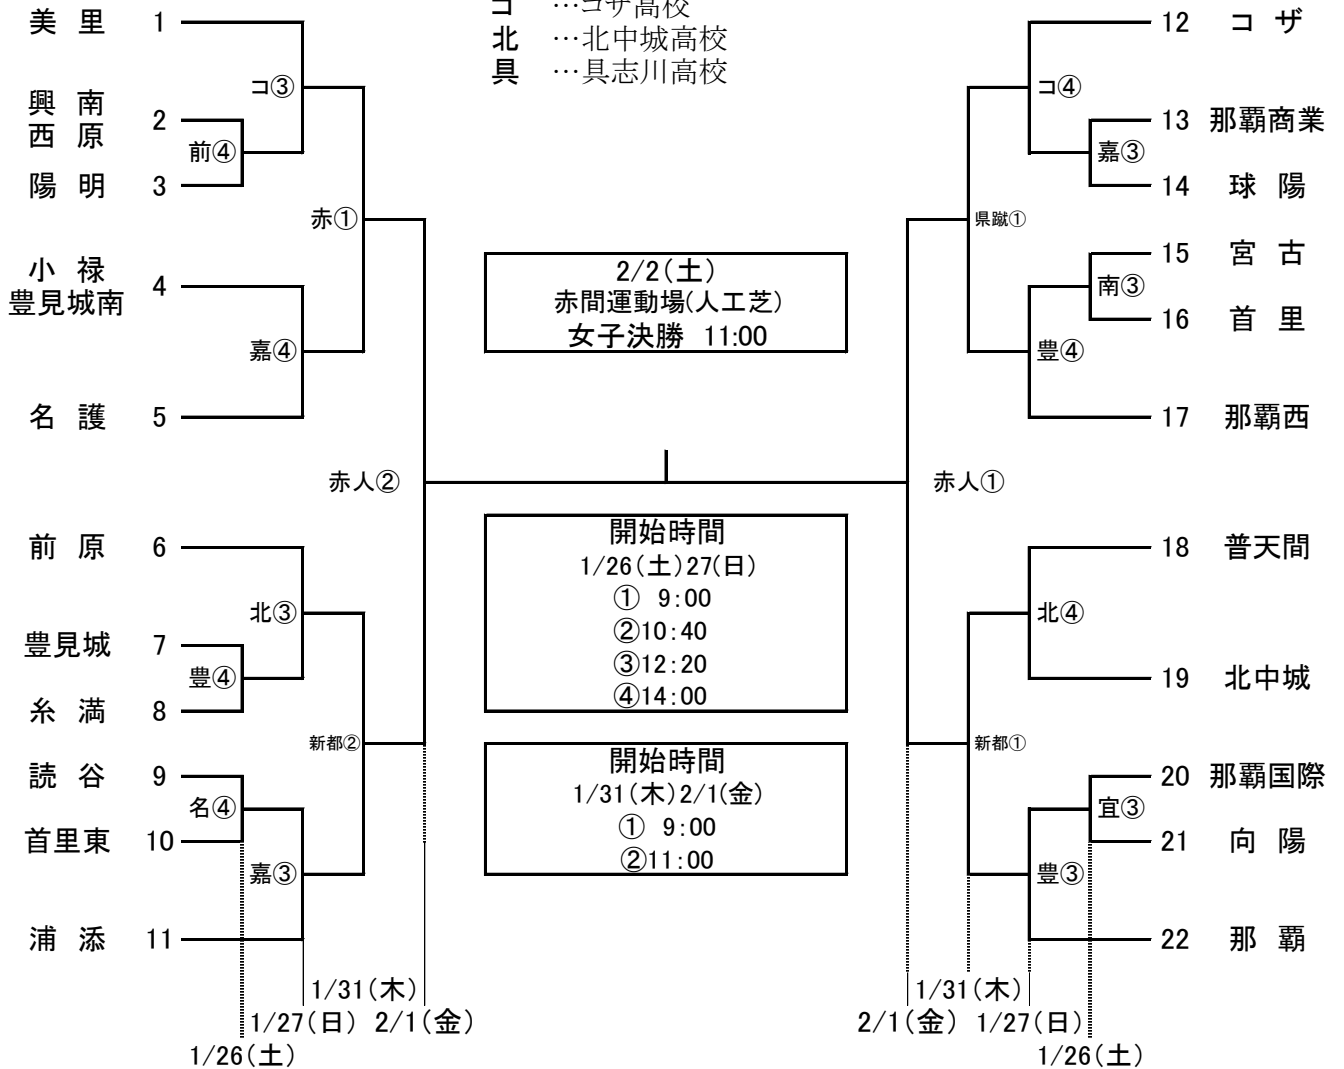 コ …コザ高校
北 …北中城高校
具 …具志川高校
美 里 1
コ③
興 南
西 原 2
前④
陽 明 3
赤①
小 禄
豊見城南 4
嘉④
名 護 5
赤人②
前 原 6
北③
豊見城 7
豊④
糸 満 8
新都②
読 谷 9
名④
首里東 10
嘉③
浦 添 11
1/31(木)
1/27(日) 2/1(金)
1/26(土)
2/2(土)
赤間運動場(人工芝)
女子決勝 11:00
開始時間
1/26(土)27(日)
① 9:00
②10:40
③12:20
④14:00
開始時間
1/31(木)2/1(金)
① 9:00
②11:00
12 コ ザ
コ④
13 那覇商業
嘉③
14 球 陽
県蹴①
15 宮 古
南③
16 首 里
豊④
17 那覇西
赤人①
18 普天間
北④
19 北中城
新都①
20 那覇国際
宜③
21 向 陽
豊③
22 那 覇
1/31(木)
2/1(金) 1/27(日)
1/26(土)